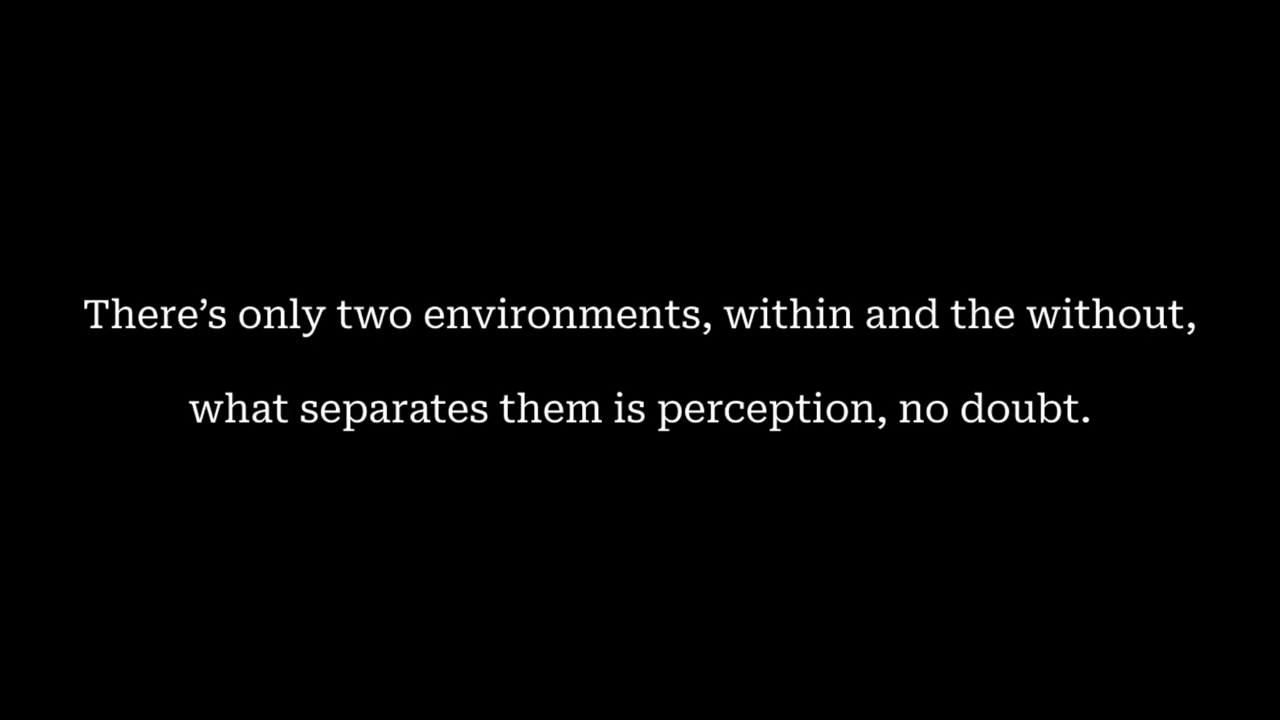 There’s only two environments, within and the without,
what separates them is perception, no doubt.